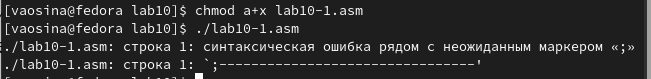 [vaosina@fedora lab10]$ chmod a+x lab10-1.asm
[vaosina@fedora lab10]$ ./lab10-1.asm
./lab10-1.asm: строка 1: синтаксическая ошибка рядом с неожиданным маркером «;»
./lab10-1.asm: строка 1: `;--------------------------------'